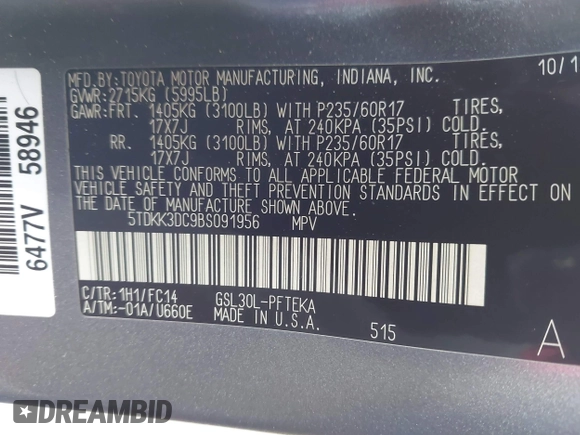 MFD. BY: TOYOTA MOTOR MANUFACTURING, INDIANA, INC. 10/1
GVWR: 2715KG (5995LB)
GAWR: FRT. 1405KG (3100LB) WITH P235/60R17 TIRES,
17X7J RIMS, AT 240KPA (35PSI) COLD.
RR. 1405KG (3100LB) WITH P235/60R17 TIRES,
17X7J RIMS, AT 240KPA (35PSI) COLD.
THIS VEHICLE CONFORMS TO ALL APPLICABLE FEDERAL MOTOR
VEHICLE SAFETY AND THEFT PREVENTION STANDARDS IN EFFECT ON
THE DATE OF MANUFACTURE SHOWN ABOVE.
5TDKK3DC9BS091956 MPV
C/TR: 1H1/FC14 GSL30L-PFTEKA
A/TM: -01A/U660E MADE IN U.S.A. 515 A
6477V 58946
DREAMBID